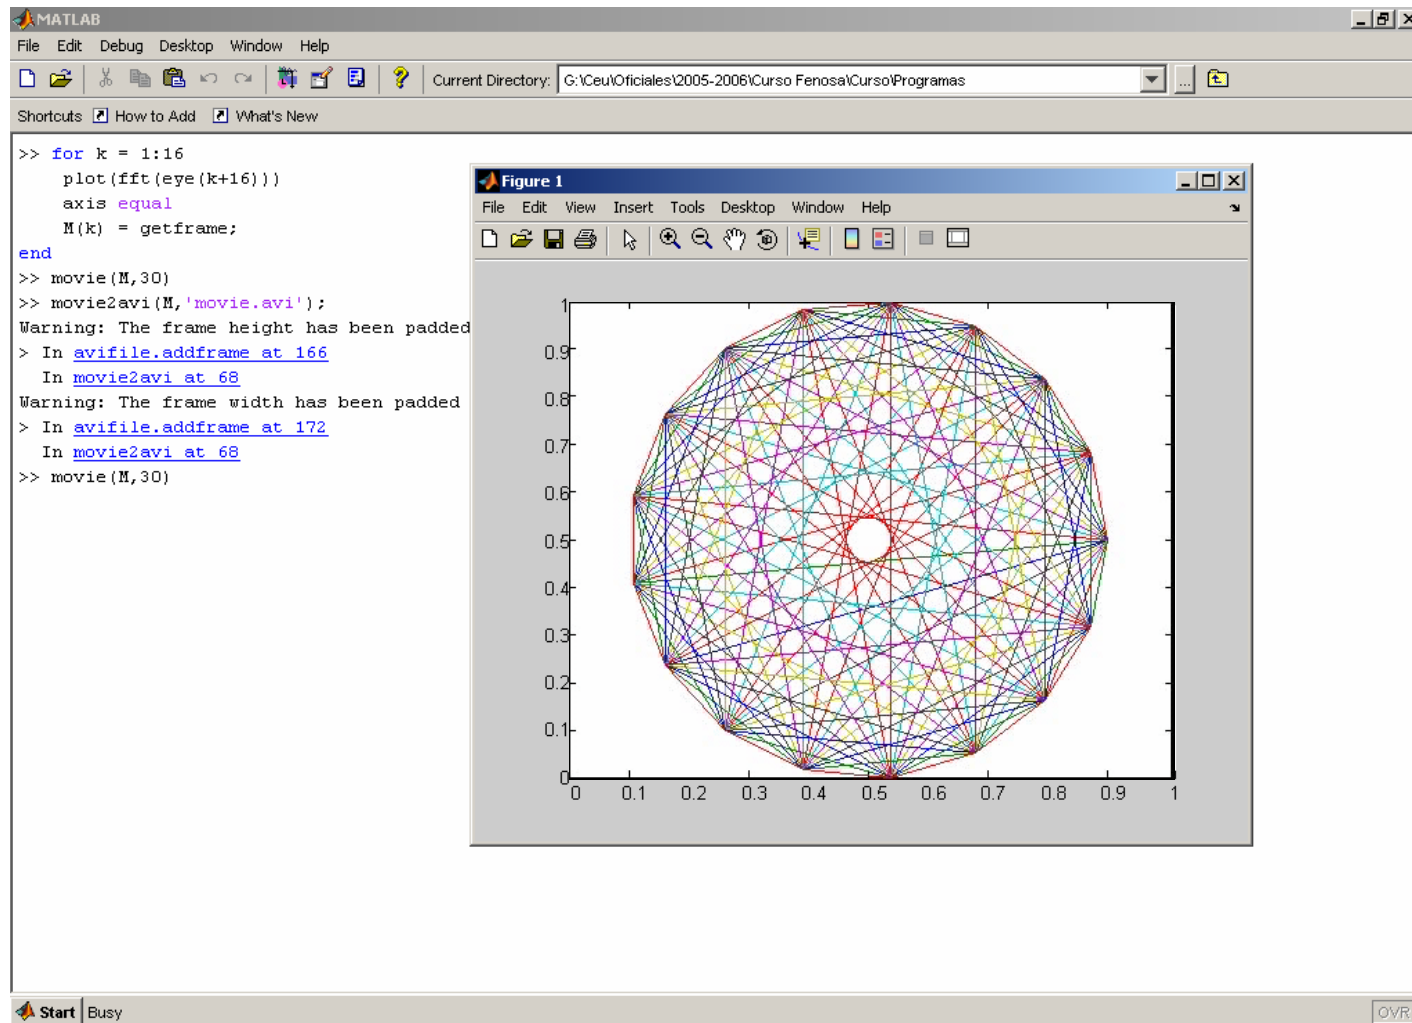 MATLAB
File Edit Debug Desktop Window Help
Current Directory: G:\Ceu\Oficiales\2005-2006\Curso Fenosa\Curso\Programas
...
Shortcuts How to Add What's New
>> for k = 1:16
plot(fft(eye(k+16)))
axis equal
M(k) = getframe;
end
>> movie(M,30)
>> movie2avi(M,'movie.avi');
Warning: The frame height has been padded
> In avifile.addframe at 166
In movie2avi at 68
Warning: The frame width has been padded
> In avifile.addframe at 172
In movie2avi at 68
>> movie(M,30)
Figure 1
File Edit View Insert Tools Desktop Window Help
1
0.9
0.8
0.7
0.6
0.5
0.4
0.3
0.2
0.1
0
0 0.1 0.2 0.3 0.4 0.5 0.6 0.7 0.8 0.9 1
Start Busy
OVR